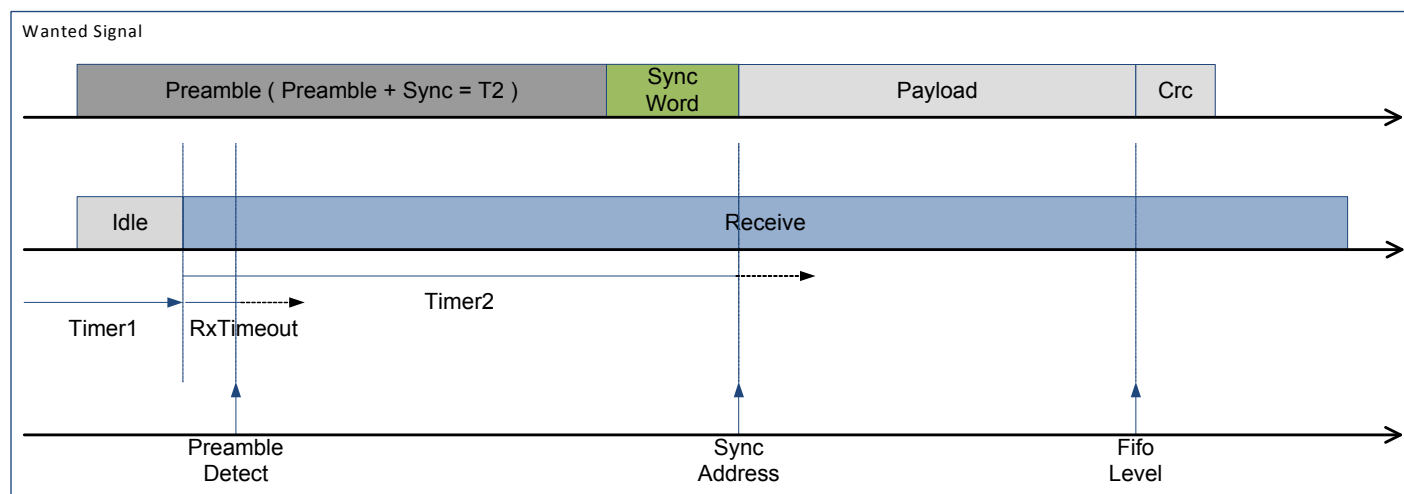 Wanted Signal
Preamble ( Preamble + Sync = T2 )
Sync
Word
Payload
Crc
Idle
Receive
Timer2
Timer1
RxTimeout
Preamble
Detect
Sync
Address
Fifo
Level